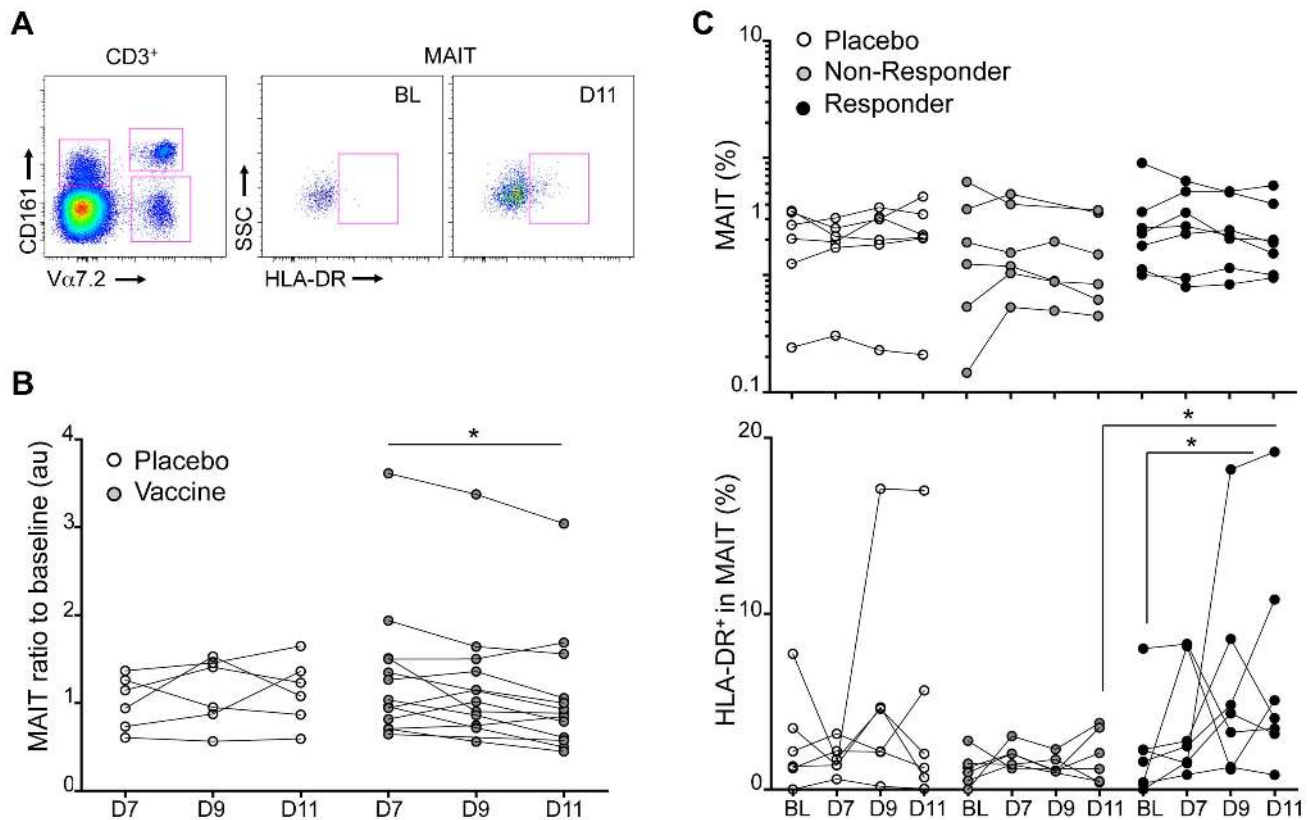 A
CD3+
MAIT
BL
D11
CD161
SSC
Vα7.2
HLA-DR
B
4
3
2
1
0
MAIT ratio to baseline (au)
Placebo
Vaccine
*
D7
D9
D11
D7
D9
D11
C
10
1
0.1
MAIT (%)
Placebo
Non-Responder
Responder
20
10
0
HLA-DR+ in MAIT (%)
*
*
BL
D7
D9
D11
BL
D7
D9
D11
BL
D7
D9
D11